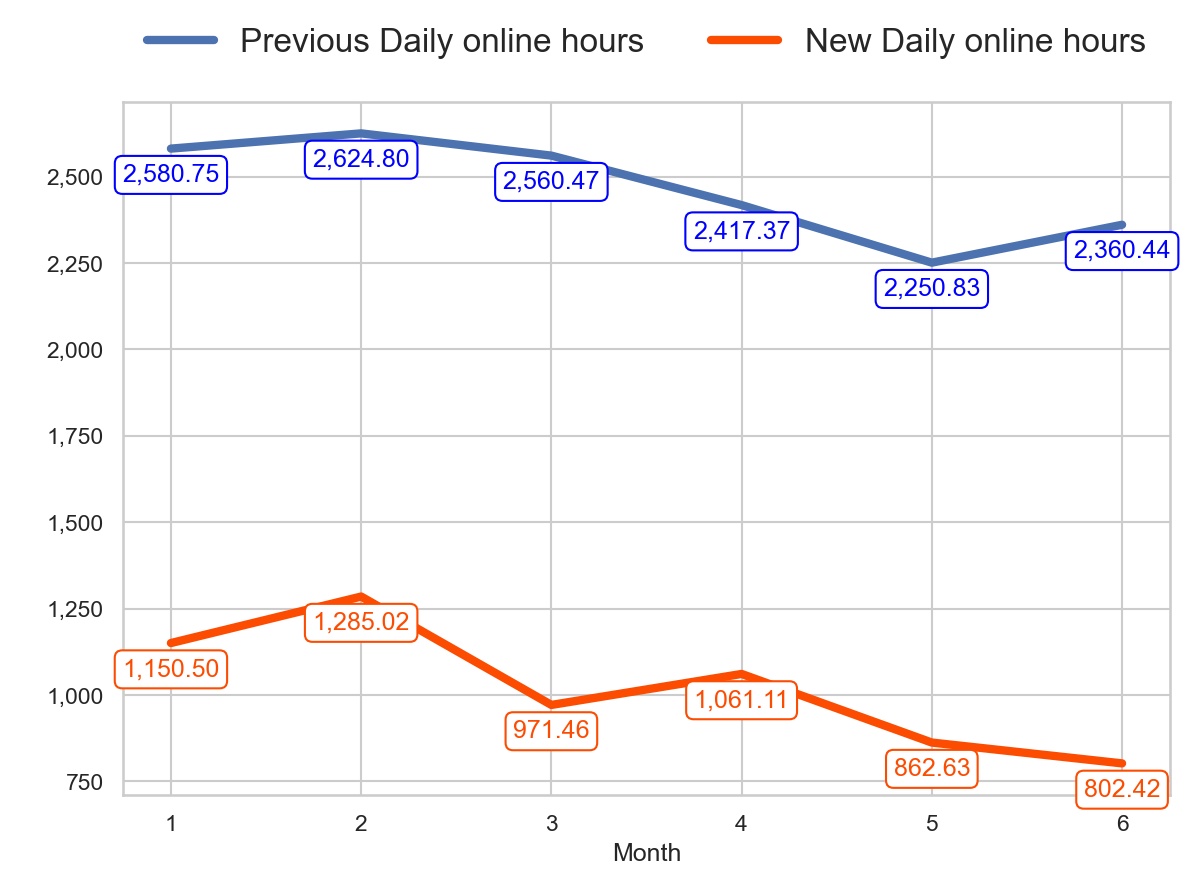 Previous Daily online hours New Daily online hours
2,580.75 2,624.80 2,560.47 2,417.37 2,250.83 2,360.44
1,150.50 1,285.02 971.46 1,061.11 862.63 802.42
2,500
2,250
2,000
1,750
1,500
1,250
1,000
750
1 2 3 4 5 6
Month